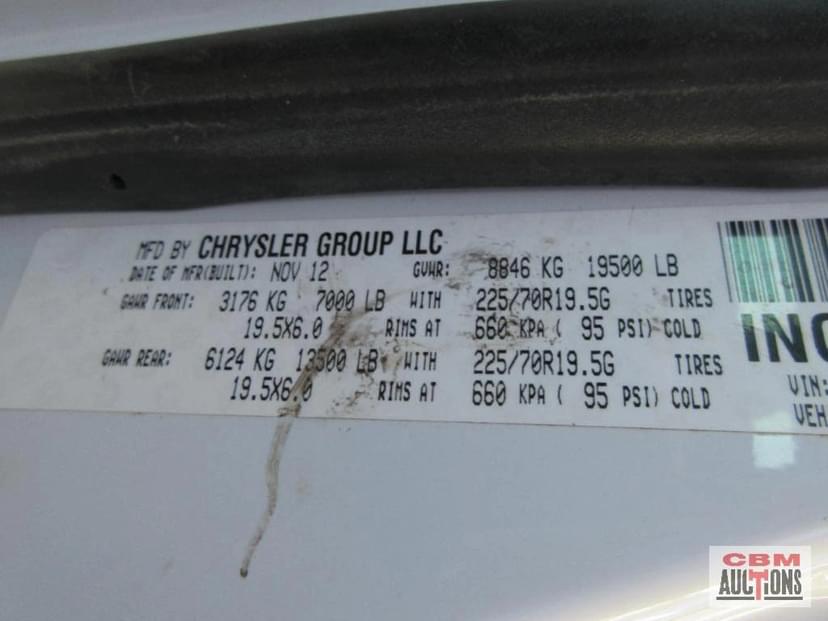 MFD BY CHRYSLER GROUP LLC
DATE OF MFR(BUILT): NOV 12 GVWR: 8846 KG 19500 LB
GAWR FRONT: 3176 KG 7000 LB WITH 225/70R19.5G TIRES
19.5X6.0 RIMS AT 660 KPA ( 95 PSI) COLD
GAWR REAR: 6124 KG 13500 LB WITH 225/70R19.5G TIRES
19.5X6.0 RIMS AT 660 KPA ( 95 PSI) COLD
VIN:
VEH
CBM
AUCTIONS